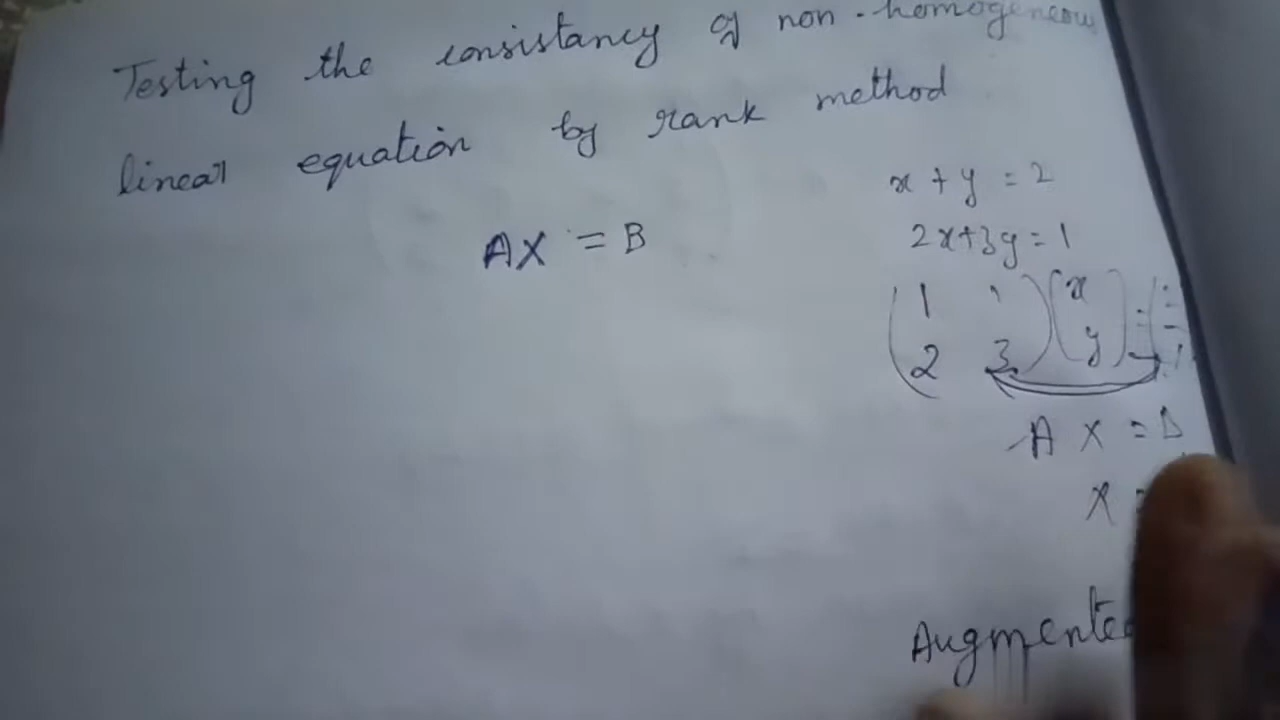 Testing the consistancy of non-homogeneous
linear equation by rank method
x + y = 2
AX = B
2x+3y=1
1 1 x
2 3 y
A X =
X =
Augmented